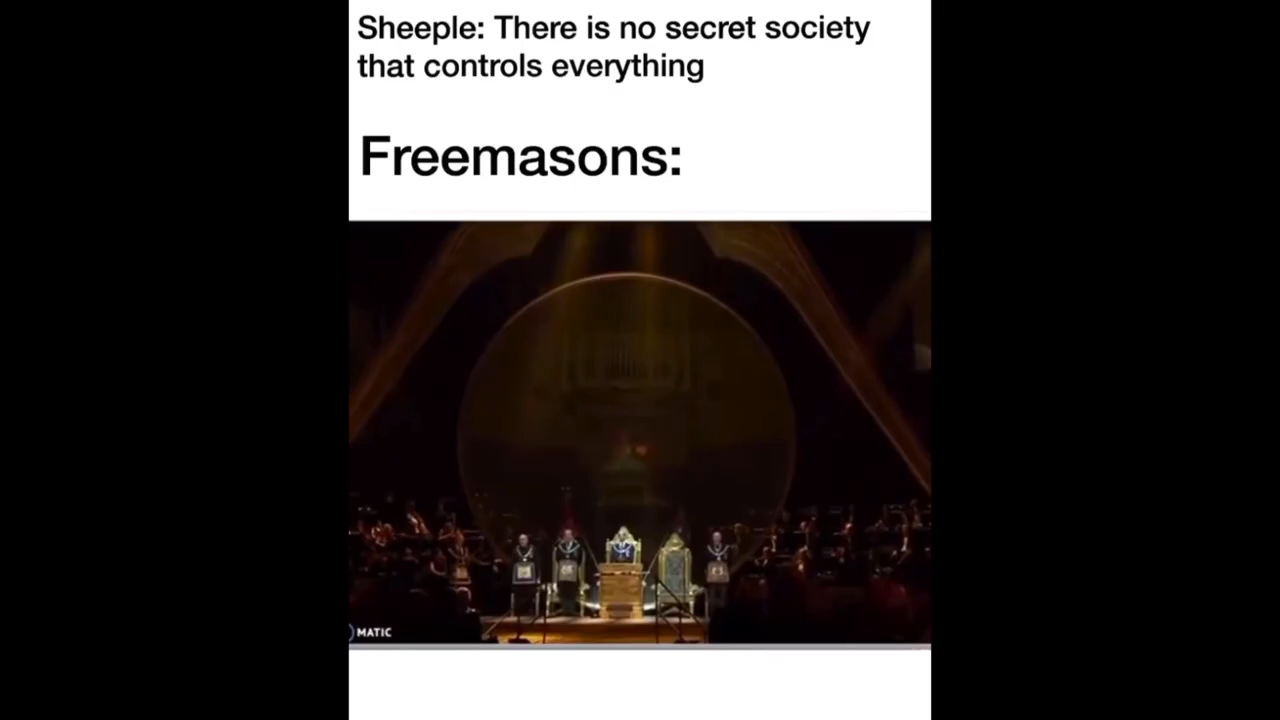 Sheeple: There is no secret society
that controls everything
Freemasons:
MATIC